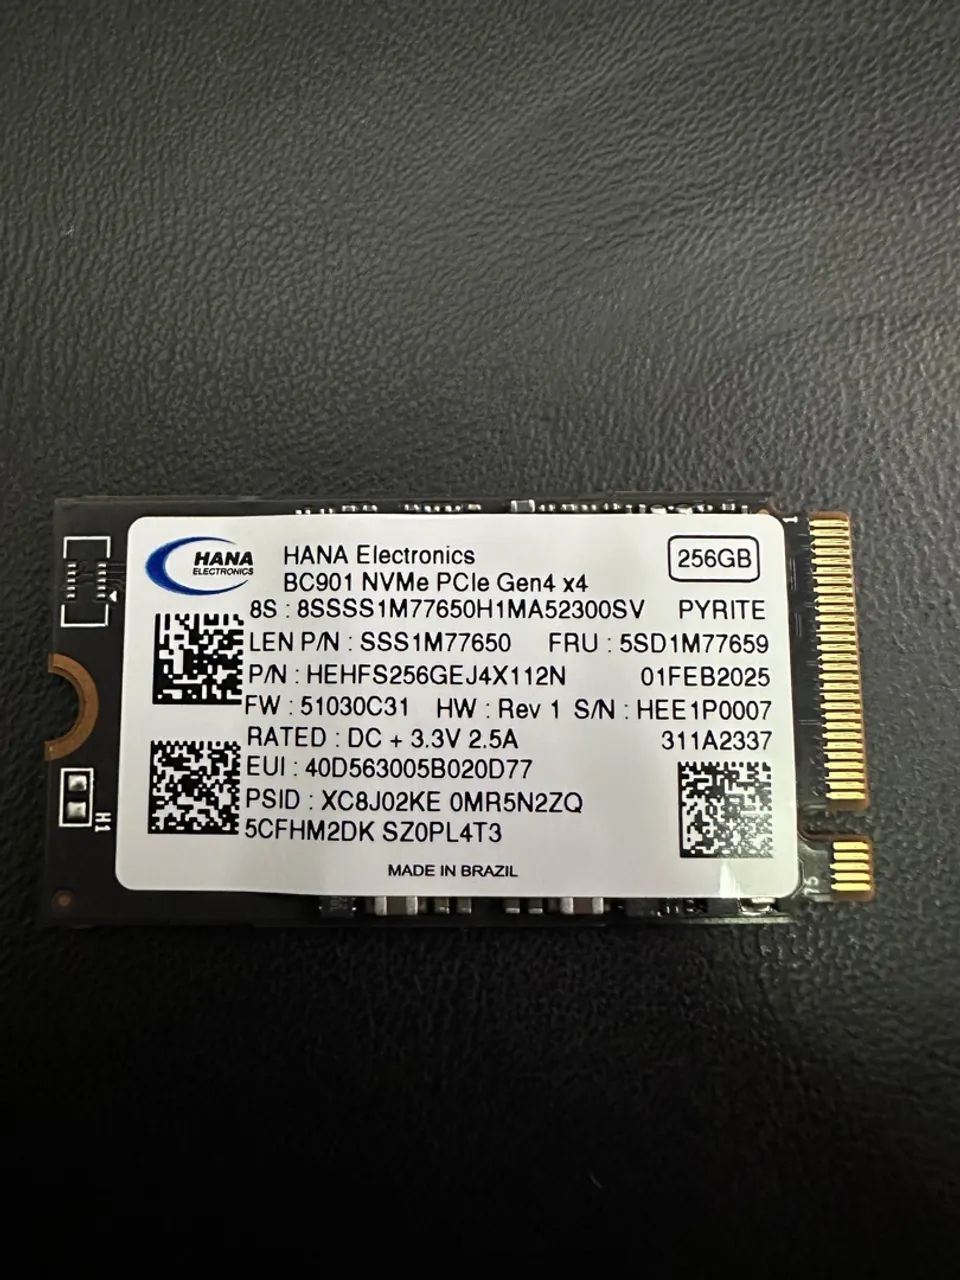 HANA
ELECTRONICS
HANA Electronics
BC901 NVMe PCIe Gen4 x4
256GB
8S : 8SSSS1M77650H1MA52300SV PYRITE
LEN P/N : SSS1M77650 FRU : 5SD1M77659
P/N : HEHFS256GEJ4X112N 01FEB2025
FW : 51030C31 HW : Rev 1 S/N : HEE1P0007
RATED : DC + 3.3V 2.5A 311A2337
EUI : 40D563005B020D77
PSID : XC8J02KE 0MR5N2ZQ
5CFHM2DK SZ0PL4T3
MADE IN BRAZIL
H1
1